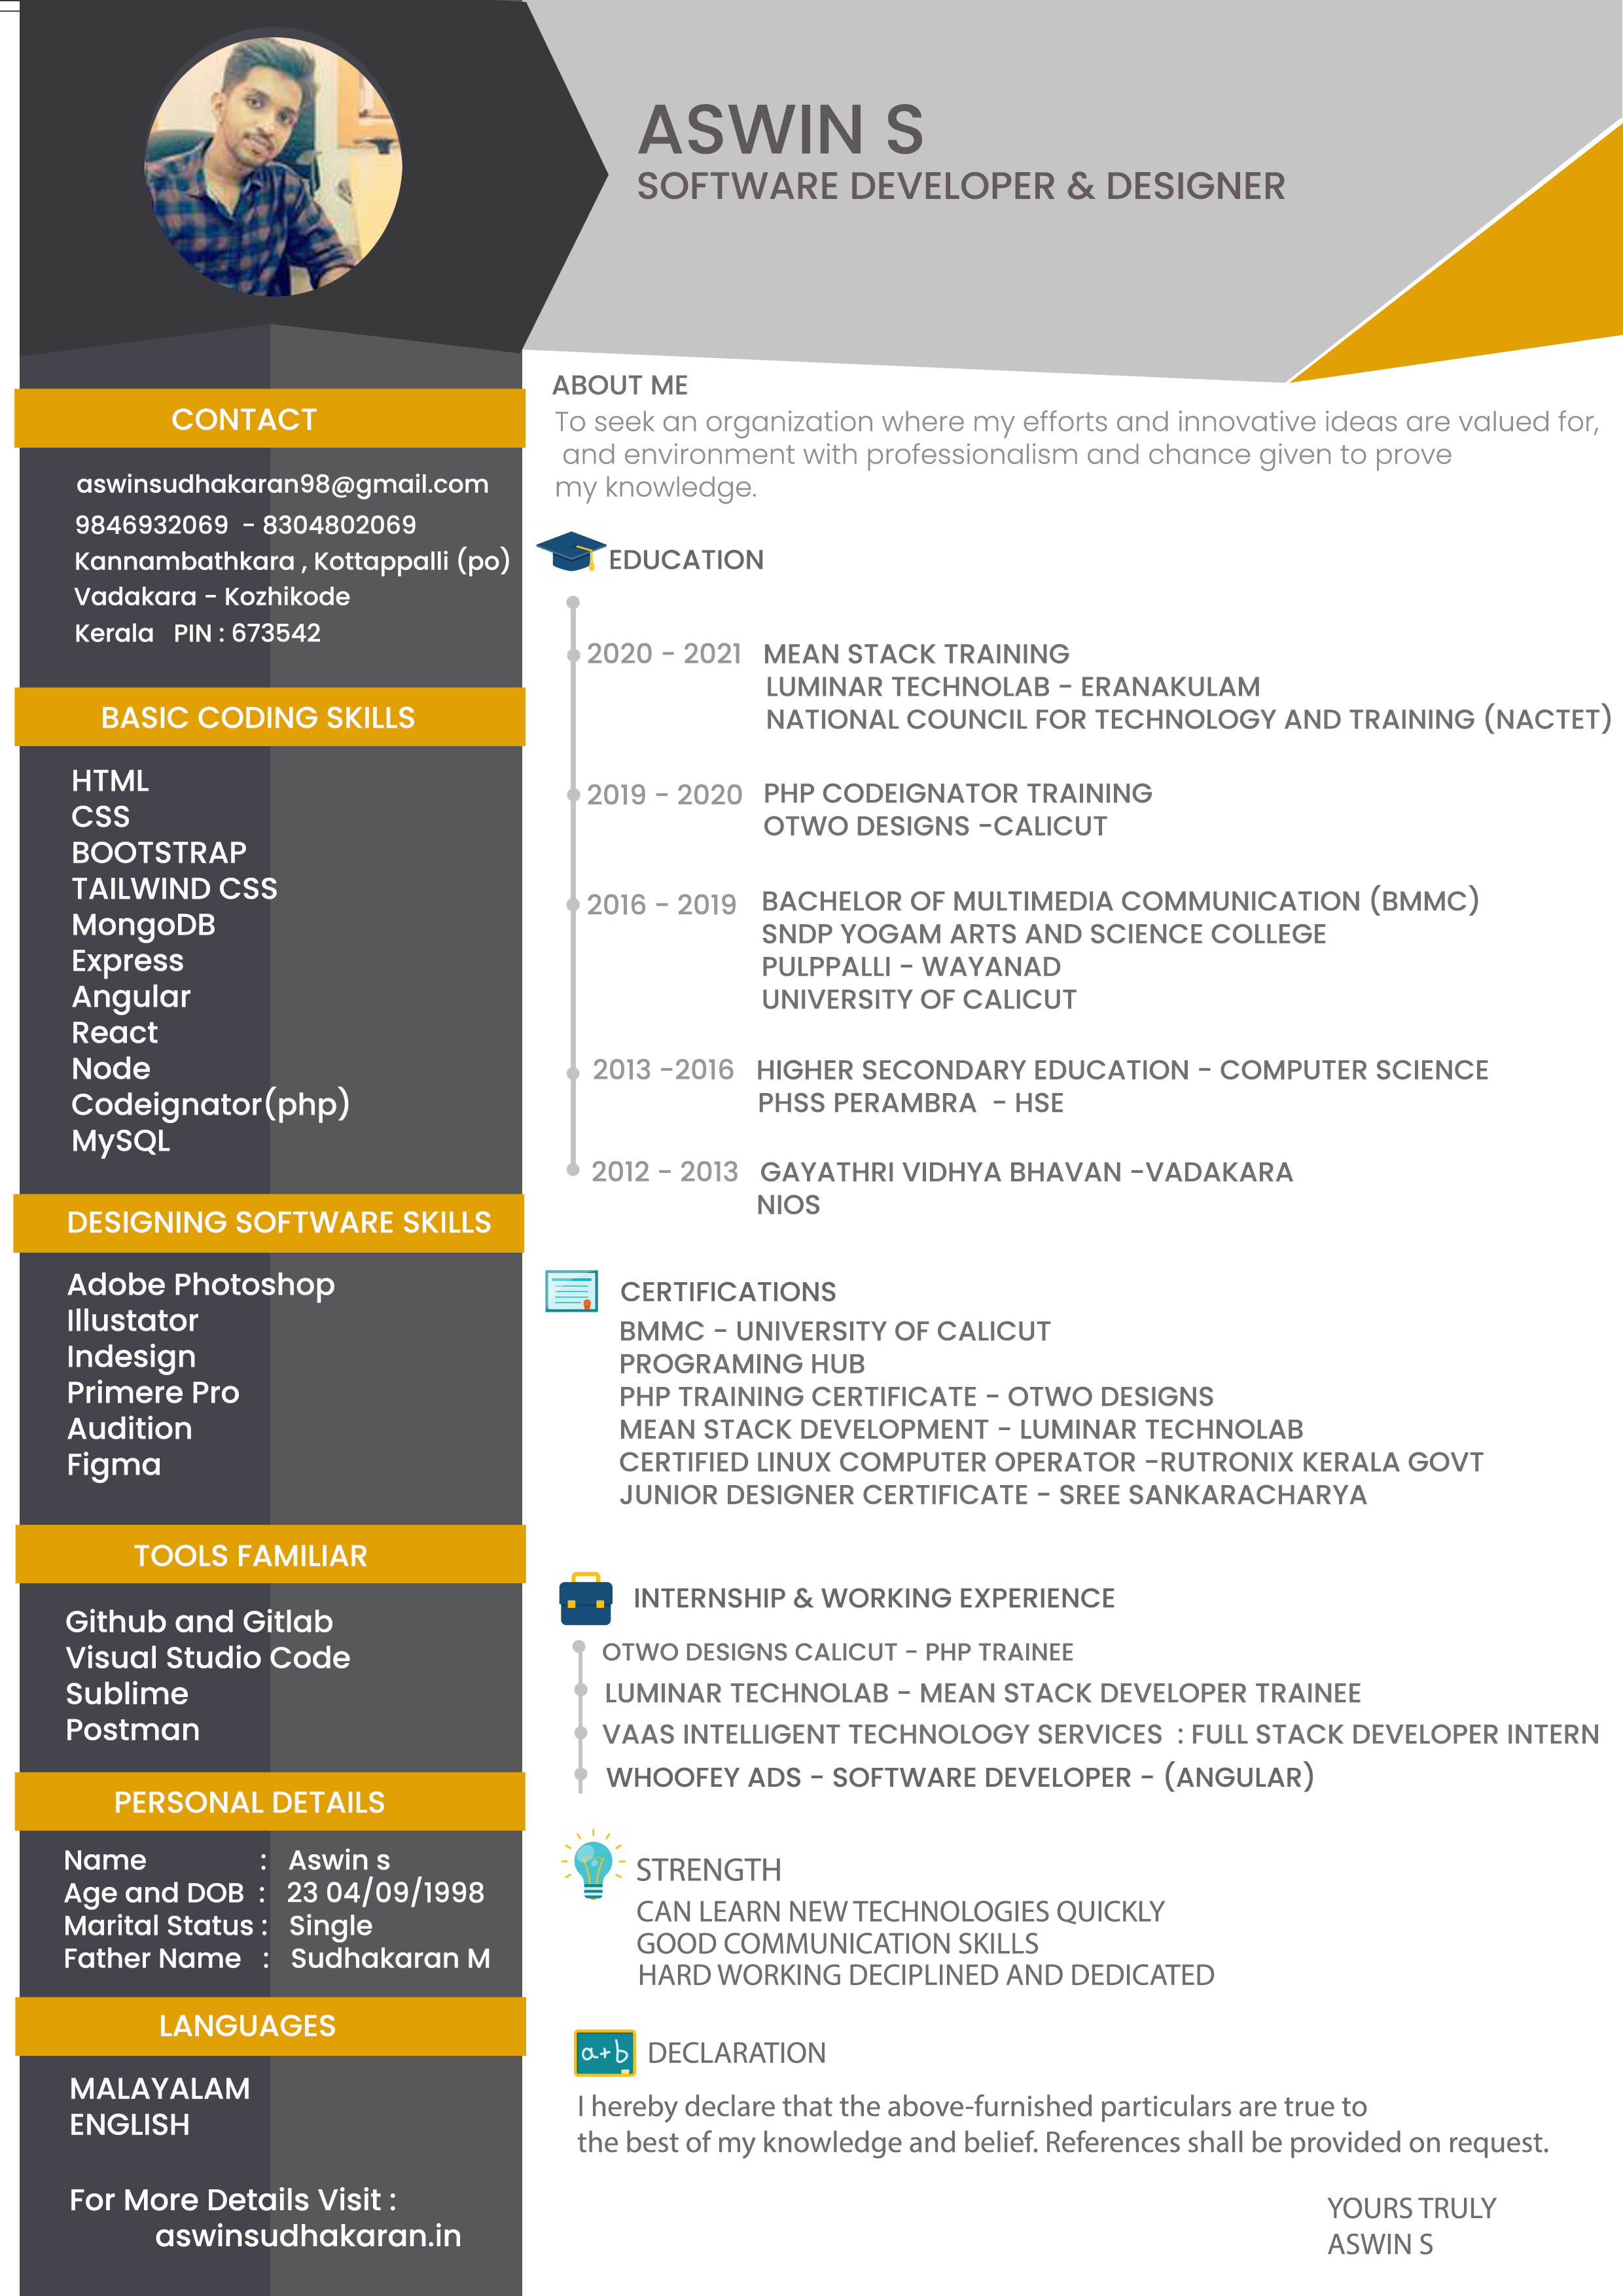 ASWIN S
SOFTWARE DEVELOPER & DESIGNER
CONTACT
aswinsudhakaran98@gmail.com
9846932069 - 8304802069
Kannambathkara , Kottappalli (po)
Vadakara - Kozhikode
Kerala PIN : 673542
BASIC CODING SKILLS
HTML
CSS
BOOTSTRAP
TAILWIND CSS
MongoDB
Express
Angular
React
Node
Codeignator(php)
MySQL
DESIGNING SOFTWARE SKILLS
Adobe Photoshop
Illustator
Indesign
Primere Pro
Audition
Figma
TOOLS FAMILIAR
Github and Gitlab
Visual Studio Code
Sublime
Postman
PERSONAL DETAILS
Name : Aswin s
Age and DOB : 23 04/09/1998
Marital Status : Single
Father Name : Sudhakaran M
LANGUAGES
MALAYALAM
ENGLISH
For More Details Visit :
aswinsudhakaran.in
ABOUT ME
To seek an organization where my efforts and innovative ideas are valued for,
and environment with professionalism and chance given to prove
my knowledge.
EDUCATION
2020 - 2021 MEAN STACK TRAINING
LUMINAR TECHNOLAB - ERANAKULAM
NATIONAL COUNCIL FOR TECHNOLOGY AND TRAINING (NACTET)
2019 - 2020 PHP CODEIGNATOR TRAINING
OTWO DESIGNS -CALICUT
2016 - 2019 BACHELOR OF MULTIMEDIA COMMUNICATION (BMMC)
SNDP YOGAM ARTS AND SCIENCE COLLEGE
PULPPALLI - WAYANAD
UNIVERSITY OF CALICUT
2013 -2016 HIGHER SECONDARY EDUCATION - COMPUTER SCIENCE
PHSS PERAMBRA - HSE
2012 - 2013 GAYATHRI VIDHYA BHAVAN -VADAKARA
NIOS
CERTIFICATIONS
BMMC - UNIVERSITY OF CALICUT
PROGRAMING HUB
PHP TRAINING CERTIFICATE - OTWO DESIGNS
MEAN STACK DEVELOPMENT - LUMINAR TECHNOLAB
CERTIFIED LINUX COMPUTER OPERATOR -RUTRONIX KERALA GOVT
JUNIOR DESIGNER CERTIFICATE - SREE SANKARACHARYA
INTERNSHIP & WORKING EXPERIENCE
OTWO DESIGNS CALICUT - PHP TRAINEE
LUMINAR TECHNOLAB - MEAN STACK DEVELOPER TRAINEE
VAAS INTELLIGENT TECHNOLOGY SERVICES : FULL STACK DEVELOPER INTERN
WHOOFEY ADS - SOFTWARE DEVELOPER - (ANGULAR)
STRENGTH
CAN LEARN NEW TECHNOLOGIES QUICKLY
GOOD COMMUNICATION SKILLS
HARD WORKING DECIPLINED AND DEDICATED
a+b DECLARATION
I hereby declare that the above-furnished particulars are true to
the best of my knowledge and belief. References shall be provided on request.
YOURS TRULY
ASWIN S